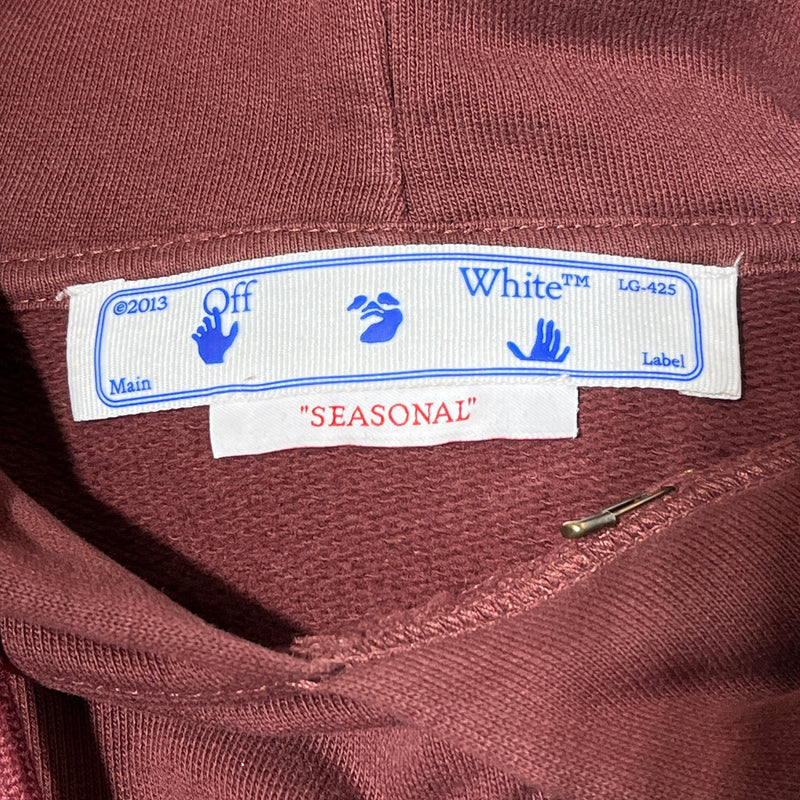 ©2013 Off White™ LG-425
Main Label
"SEASONAL"